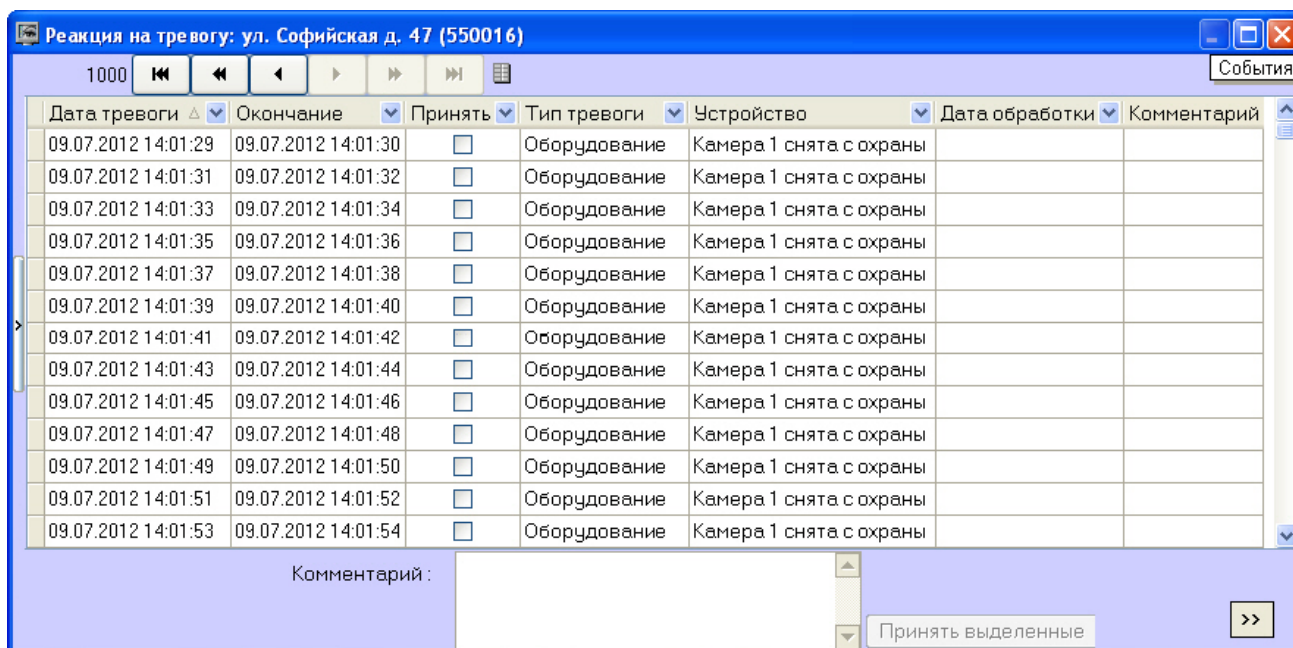 Реакция на тревогу: ул. Софийская д. 47 (550016)
1000
События
Дата тревоги Окончание Принять Тип тревоги Устройство Дата обработки Комментарий
09.07.2012 14:01:29 09.07.2012 14:01:30 Оборудование Камера 1 снята с охраны
09.07.2012 14:01:31 09.07.2012 14:01:32 Оборудование Камера 1 снята с охраны
09.07.2012 14:01:33 09.07.2012 14:01:34 Оборудование Камера 1 снята с охраны
09.07.2012 14:01:35 09.07.2012 14:01:36 Оборудование Камера 1 снята с охраны
09.07.2012 14:01:37 09.07.2012 14:01:38 Оборудование Камера 1 снята с охраны
09.07.2012 14:01:39 09.07.2012 14:01:40 Оборудование Камера 1 снята с охраны
09.07.2012 14:01:41 09.07.2012 14:01:42 Оборудование Камера 1 снята с охраны
09.07.2012 14:01:43 09.07.2012 14:01:44 Оборудование Камера 1 снята с охраны
09.07.2012 14:01:45 09.07.2012 14:01:46 Оборудование Камера 1 снята с охраны
09.07.2012 14:01:47 09.07.2012 14:01:48 Оборудование Камера 1 снята с охраны
09.07.2012 14:01:49 09.07.2012 14:01:50 Оборудование Камера 1 снята с охраны
09.07.2012 14:01:51 09.07.2012 14:01:52 Оборудование Камера 1 снята с охраны
09.07.2012 14:01:53 09.07.2012 14:01:54 Оборудование Камера 1 снята с охраны
Комментарий :
Принять выделенные >>